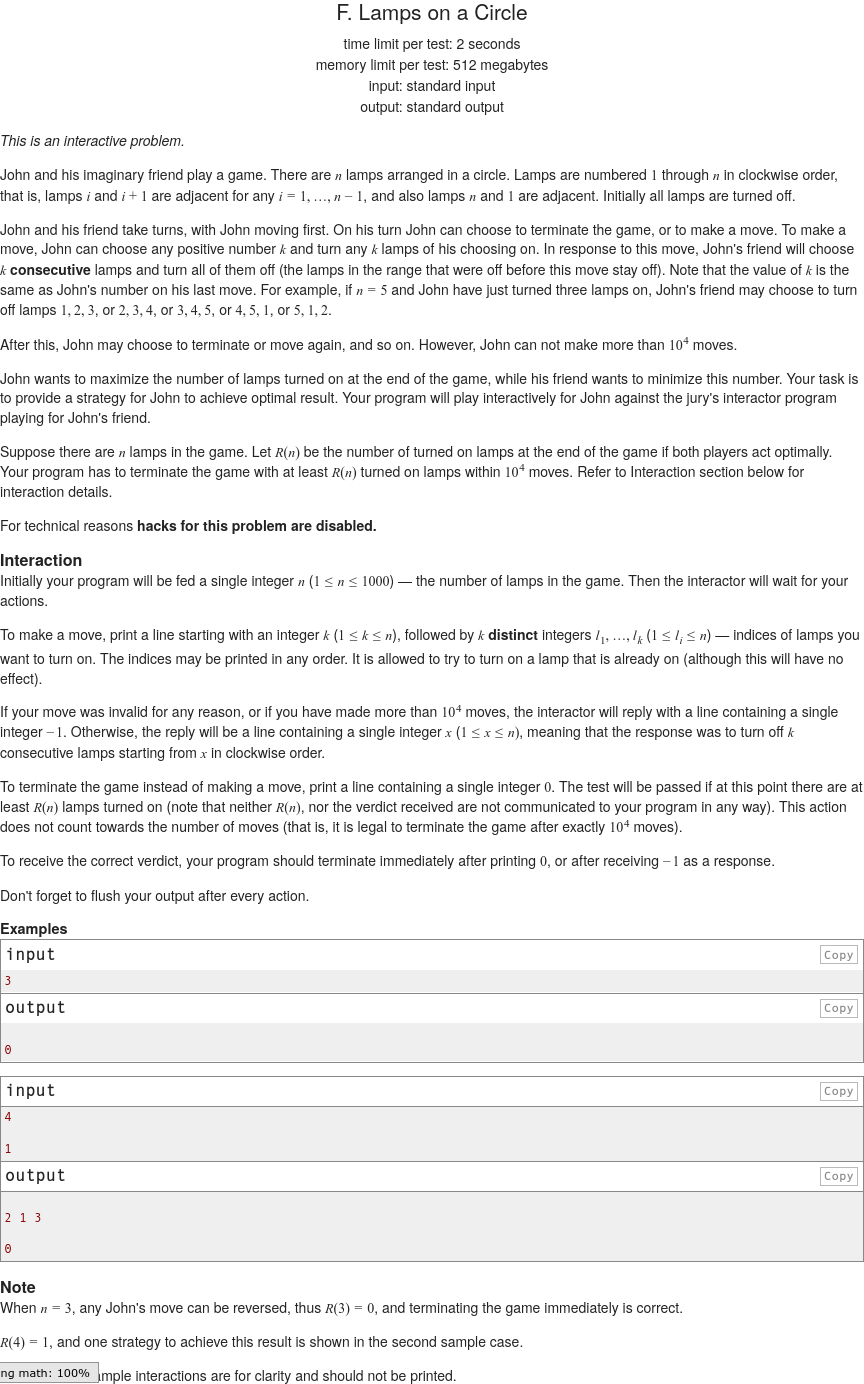 F. Lamps on a Circle
time limit per test: 2 seconds
memory limit per test: 512 megabytes
input: standard input
output: standard output
This is an interactive problem.
John and his imaginary friend play a game. There are n lamps arranged in a circle. Lamps are numbered 1 through n in clockwise order,
that is, lamps i and i + 1 are adjacent for any i = 1, …, n − 1, and also lamps n and 1 are adjacent. Initially all lamps are turned off.
John and his friend take turns, with John moving first. On his turn John can choose to terminate the game, or to make a move. To make a
move, John can choose any positive number k and turn any k lamps of his choosing on. In response to this move, John's friend will choose
k consecutive lamps and turn all of them off (the lamps in the range that were off before this move stay off). Note that the value of k is the
same as John's number on his last move. For example, if n = 5 and John have just turned three lamps on, John's friend may choose to turn
off lamps 1, 2, 3, or 2, 3, 4, or 3, 4, 5, or 4, 5, 1, or 5, 1, 2.
After this, John may choose to terminate or move again, and so on. However, John can not make more than 10⁴ moves.
John wants to maximize the number of lamps turned on at the end of the game, while his friend wants to minimize this number. Your task is
to provide a strategy for John to achieve optimal result. Your program will play interactively for John against the jury's interactor program
playing for John's friend.
Suppose there are n lamps in the game. Let R(n) be the number of turned on lamps at the end of the game if both players act optimally.
Your program has to terminate the game with at least R(n) turned on lamps within 10⁴ moves. Refer to Interaction section below for
interaction details.
For technical reasons hacks for this problem are disabled.
Interaction
Initially your program will be fed a single integer n (1 ≤ n ≤ 1000) — the number of lamps in the game. Then the interactor will wait for your
actions.
To make a move, print a line starting with an integer k (1 ≤ k ≤ n), followed by k distinct integers l₁, …, lₖ (1 ≤ lᵢ ≤ n) — indices of lamps you
want to turn on. The indices may be printed in any order. It is allowed to try to turn on a lamp that is already on (although this will have no
effect).
If your move was invalid for any reason, or if you have made more than 10⁴ moves, the interactor will reply with a line containing a single
integer −1. Otherwise, the reply will be a line containing a single integer x (1 ≤ x ≤ n), meaning that the response was to turn off k
consecutive lamps starting from x in clockwise order.
To terminate the game instead of making a move, print a line containing a single integer 0. The test will be passed if at this point there are at
least R(n) lamps turned on (note that neither R(n), nor the verdict received are not communicated to your program in any way). This action
does not count towards the number of moves (that is, it is legal to terminate the game after exactly 10⁴ moves).
To receive the correct verdict, your program should terminate immediately after printing 0, or after receiving −1 as a response.
Don't forget to flush your output after every action.
Examples
input
Copy
3
output
Copy
0
input
Copy
4
1
output
Copy
2 1 3
0
Note
When n = 3, any John's move can be reversed, thus R(3) = 0, and terminating the game immediately is correct.
R(4) = 1, and one strategy to achieve this result is shown in the second sample case.
ng math: 100% ample interactions are for clarity and should not be printed.